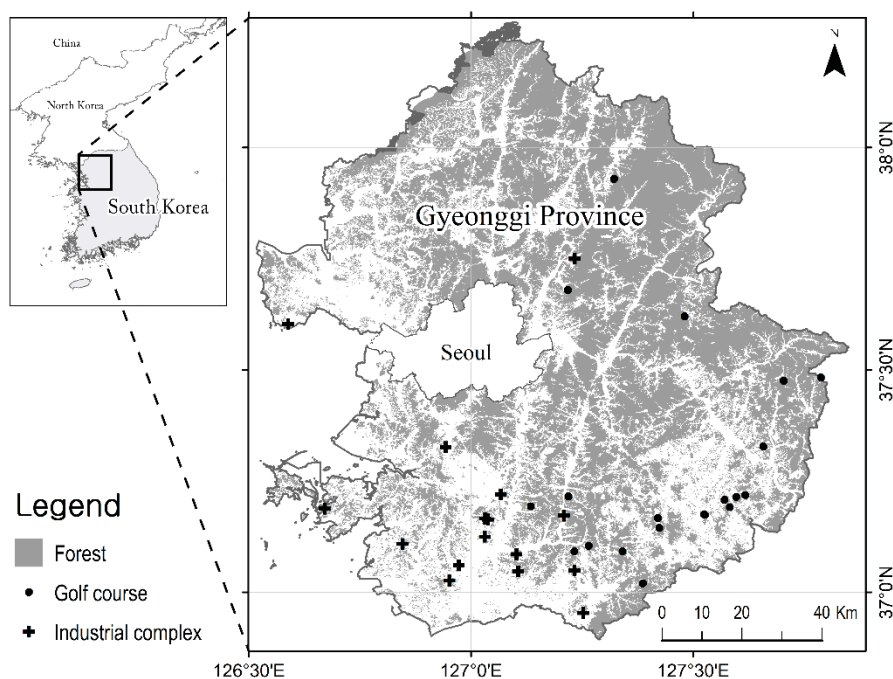 China
North Korea
South Korea
N
Gyeonggi Province
Seoul
38°0'N
37°30'N
37°0'N
Legend
Forest
Golf course
Industrial complex
0 10 20 40 Km
126°30'E 127°0'E 127°30'E